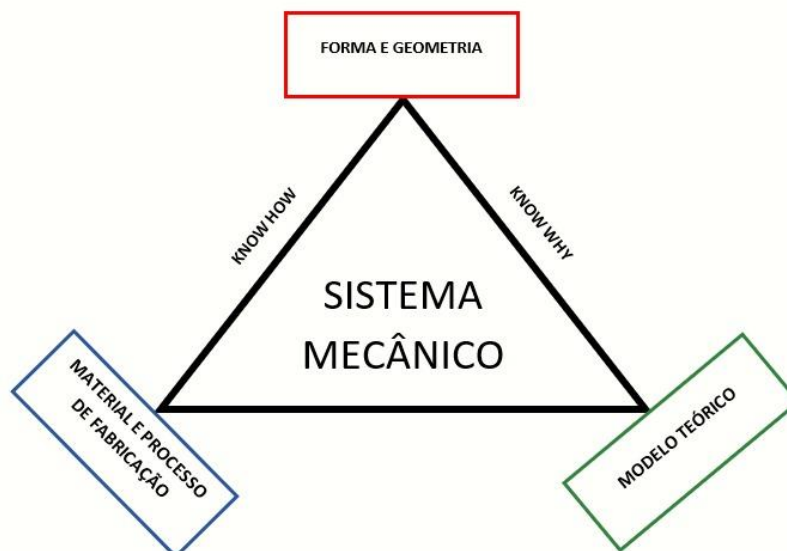 FORMA E GEOMETRIA
KNOW HOW
KNOW WHY
SISTEMA
MECÂNICO
MATERIAL E PROCESSO
DE FABRICAÇÃO
MODELO TEÓRICO